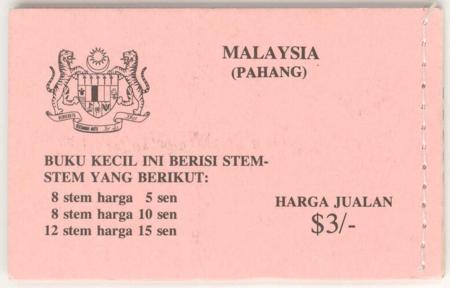 MALAYSIA
(PAHANG)
BUKU KECIL INI BERISI STEM-
STEM YANG BERIKUT:
8 stem harga 5 sen
8 stem harga 10 sen
12 stem harga 15 sen
HARGA JUALAN
$3/-